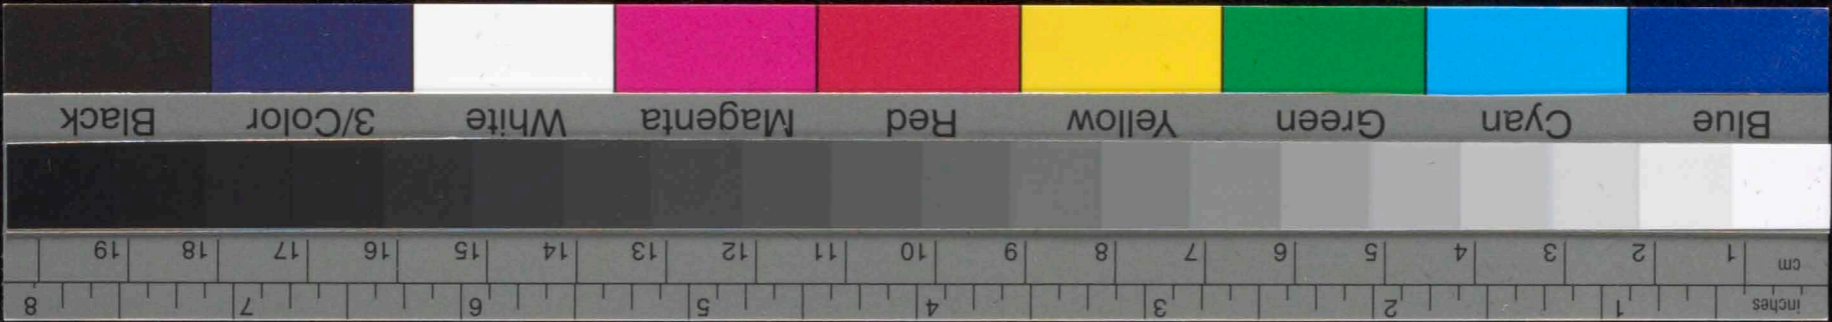 inches 1 2 3 4 5 6 7 8
cm 1 2 3 4 5 6 7 8 9 10 11 12 13 14 15 16 17 18 19
Blue Cyan Green Yellow Red Magenta White 3/Color Black